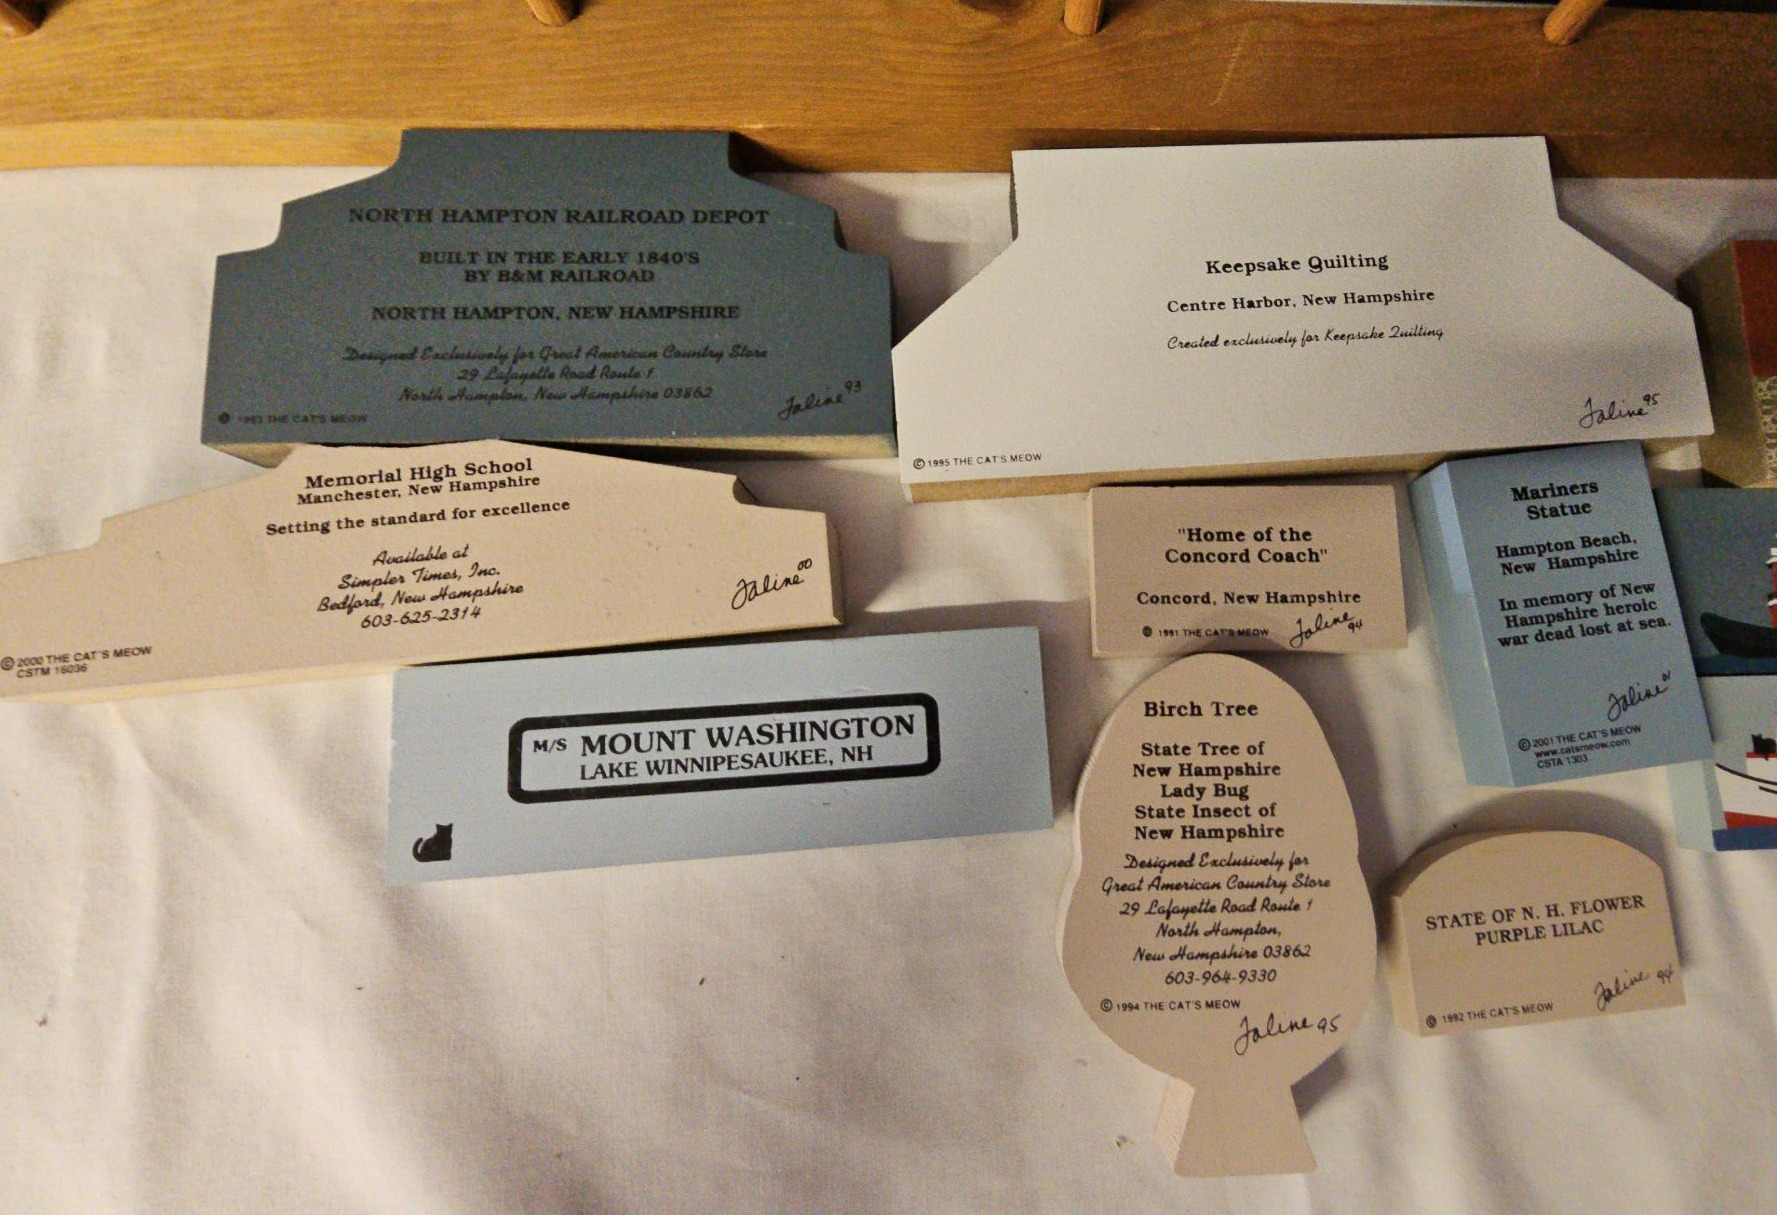 NORTH HAMPTON RAILROAD DEPOT
BUILT IN THE EARLY 1840'S
BY B&M RAILROAD
NORTH HAMPTON, NEW HAMPSHIRE
Designed Exclusively for Great American Country Store
29 Lafayette Road Route 1
North Hampton, New Hampshire 03862
© 1993 THE CAT'S MEOW
Faline 93
Keepsake Quilting
Centre Harbor, New Hampshire
Created exclusively for Keepsake Quilting
© 1995 THE CAT'S MEOW
Faline 95
Memorial High School
Manchester, New Hampshire
Setting the standard for excellence
Available at
Simpler Times, Inc.
Bedford, New Hampshire
603-625-2314
Faline 00
© 2000 THE CAT'S MEOW
CSTM 16036
"Home of the
Concord Coach"
Concord, New Hampshire
© 1991 THE CAT'S MEOW
Faline 94
Mariners
Statue
Hampton Beach,
New Hampshire
In memory of New
Hampshire heroic
war dead lost at sea.
Faline 01
© 2001 THE CAT'S MEOW
www.catsmeow.com
CSTA 1303
M/S MOUNT WASHINGTON
LAKE WINNIPESAUKEE, NH
Birch Tree
State Tree of
New Hampshire
Lady Bug
State Insect of
New Hampshire
Designed Exclusively for
Great American Country Store
29 Lafayette Road Route 1
North Hampton,
New Hampshire 03862
603-964-9330
© 1994 THE CAT'S MEOW
Faline 95
STATE OF N. H. FLOWER
PURPLE LILAC
Faline 94
© 1992 THE CAT'S MEOW